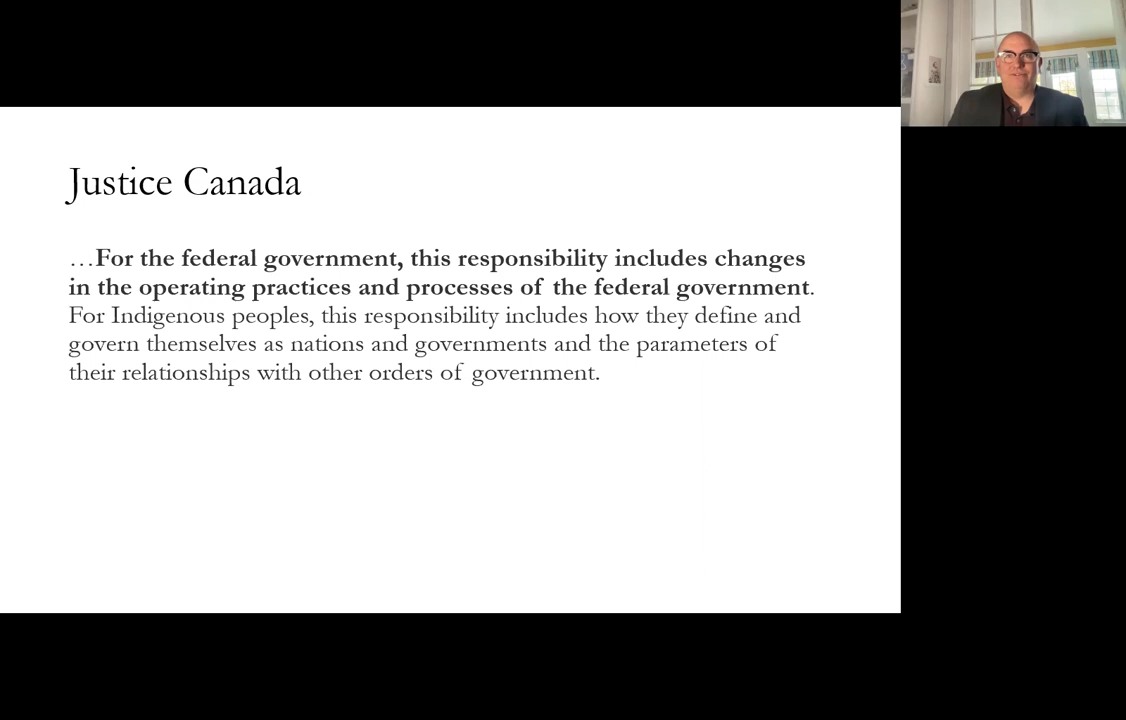 Justice Canada
…For the federal government, this responsibility includes changes
in the operating practices and processes of the federal government.
For Indigenous peoples, this responsibility includes how they define and
govern themselves as nations and governments and the parameters of
their relationships with other orders of government.